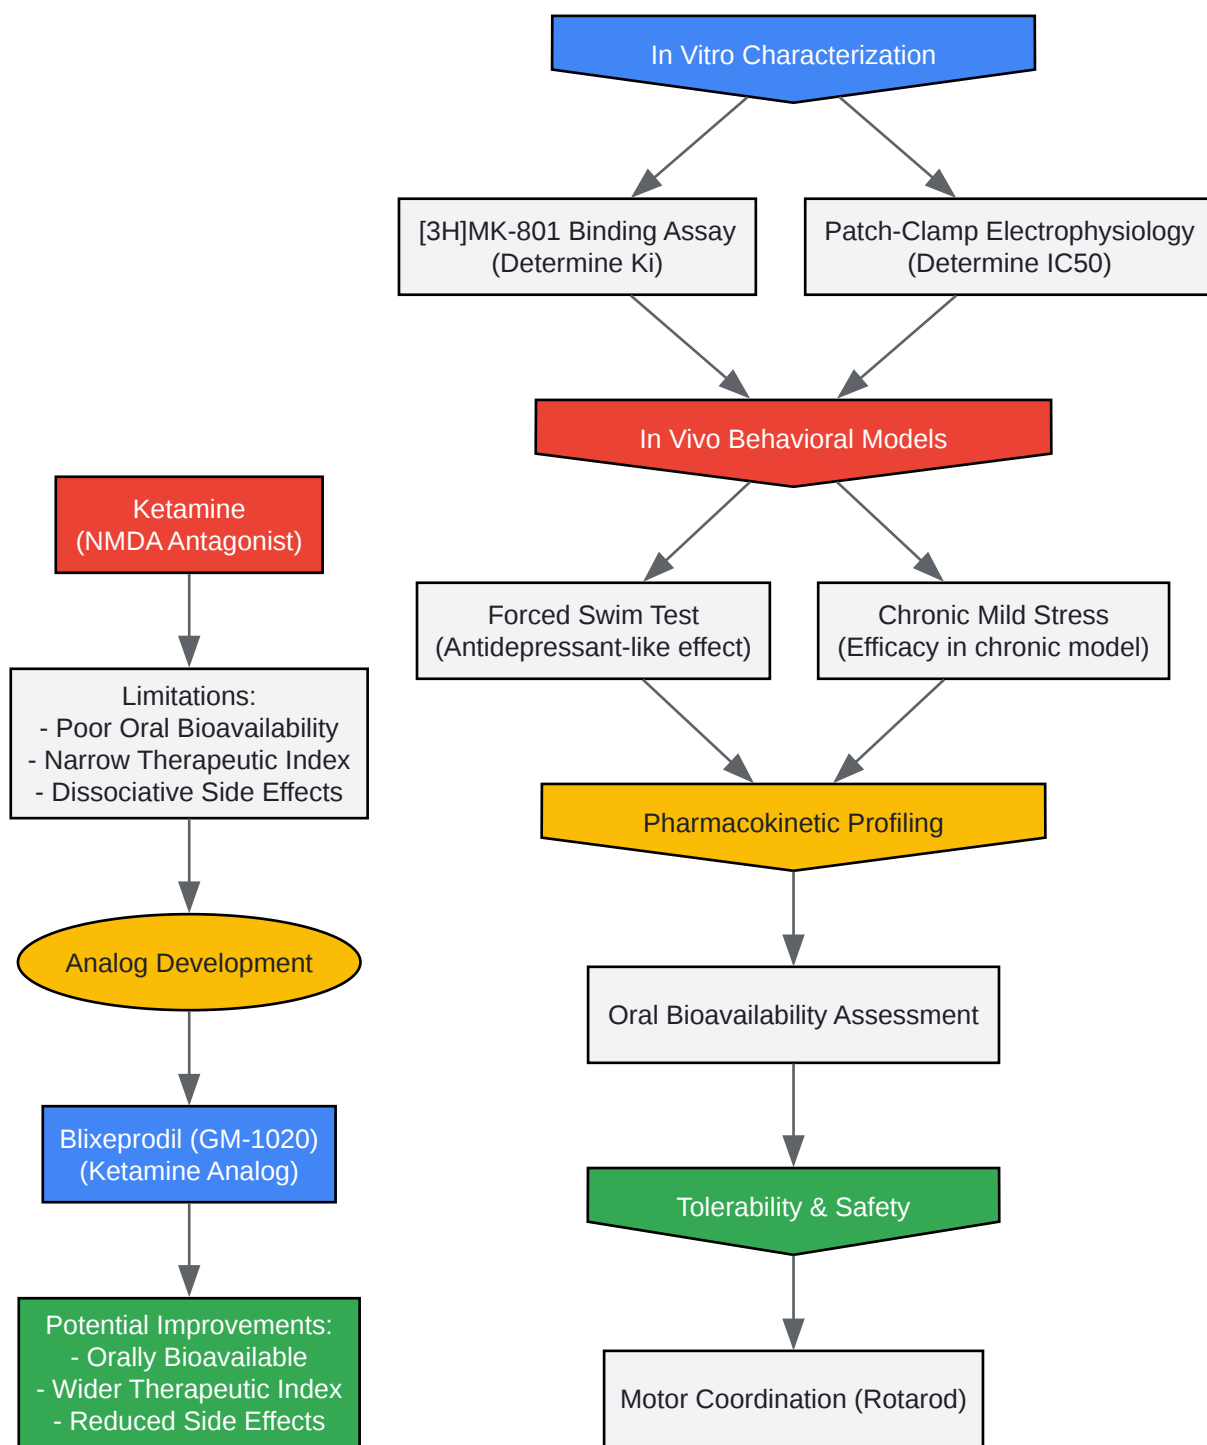 In Vitro Characterization
[3H]MK-801 Binding Assay
(Determine Ki)
Patch-Clamp Electrophysiology
(Determine IC50)
In Vivo Behavioral Models
Forced Swim Test
(Antidepressant-like effect)
Chronic Mild Stress
(Efficacy in chronic model)
Pharmacokinetic Profiling
Oral Bioavailability Assessment
Tolerability & Safety
Motor Coordination (Rotarod)
Ketamine
(NMDA Antagonist)
Limitations:
- Poor Oral Bioavailability
- Narrow Therapeutic Index
- Dissociative Side Effects
Analog Development
Blixeprodil (GM-1020)
(Ketamine Analog)
Potential Improvements:
- Orally Bioavailable
- Wider Therapeutic Index
- Reduced Side Effects